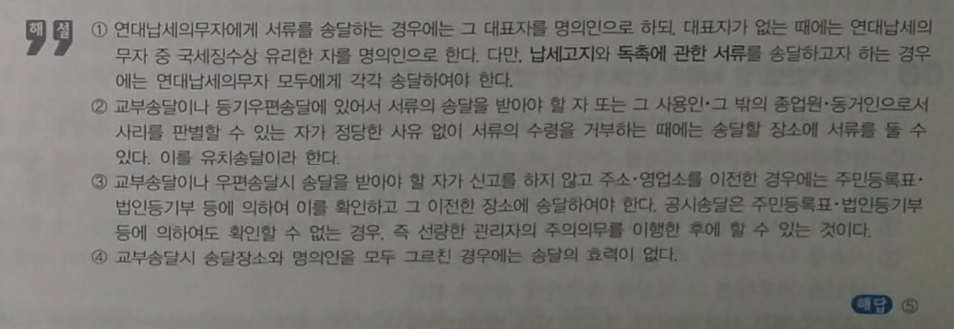 해설 ① 연대납세의무자에게 서류를 송달하는 경우에는 그 대표자를 명의인으로 하되, 대표자가 없는 때에는 연대납세의
무자 중 국세징수상 유리한 자를 명의인으로 한다. 다만, 납세고지와 독촉에 관한 서류를 송달하고자 하는 경우
에는 연대납세의무자 모두에게 각각 송달하여야 한다.
② 교부송달이나 등기우편송달에 있어서 서류의 송달을 받아야 할 자 또는 그 사용인·그 밖의 종업원·동거인으로서
사리를 판별할 수 있는 자가 정당한 사유 없이 서류의 수령을 거부하는 때에는 송달할 장소에 서류를 둘 수
있다. 이를 유치송달이라 한다.
③ 교부송달이나 우편송달시 송달을 받아야 할 자가 신고를 하지 않고 주소·영업소를 이전한 경우에는 주민등록표·
법인등기부 등에 의하여 이를 확인하고 그 이전한 장소에 송달하여야 한다. 공시송달은 주민등록표·법인등기부
등에 의하여도 확인할 수 없는 경우, 즉 선량한 관리자의 주의의무를 이행한 후에 할 수 있는 것이다.
④ 교부송달시 송달장소와 명의인을 모두 그르친 경우에는 송달의 효력이 없다.
해답 ⑤